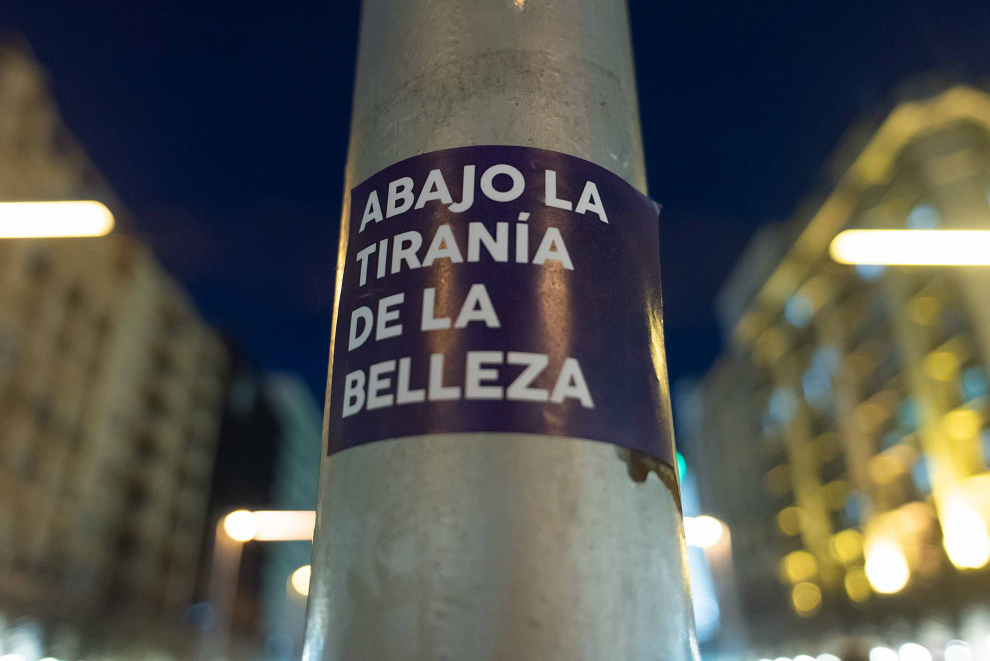 ABAJO LA
TIRANÍA
DE LA
BELLEZA